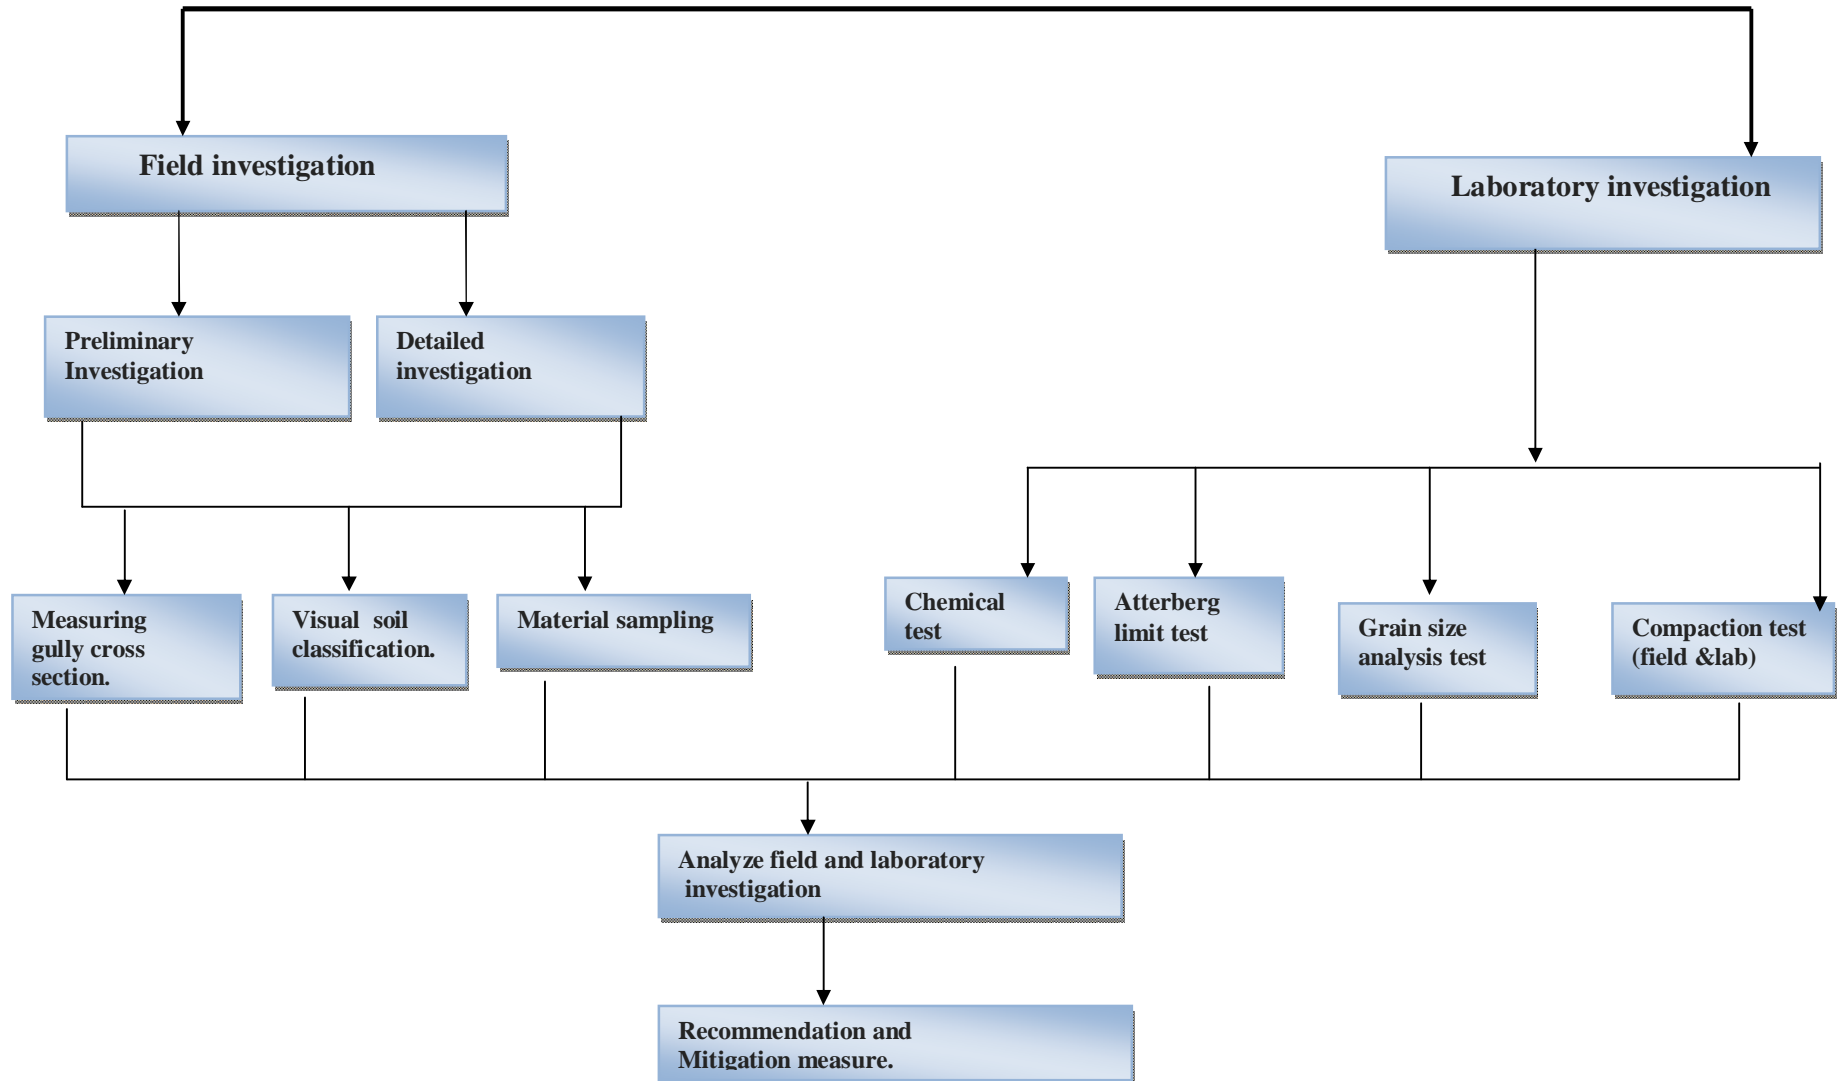 Field investigation
Laboratory investigation
Preliminary
Investigation
Detailed
investigation
Measuring
gully cross
section.
Visual soil
classification.
Material sampling
Chemical
test
Atterberg
limit test
Grain size
analysis test
Compaction test
(field &lab)
Analyze field and laboratory
investigation
Recommendation and
Mitigation measure.